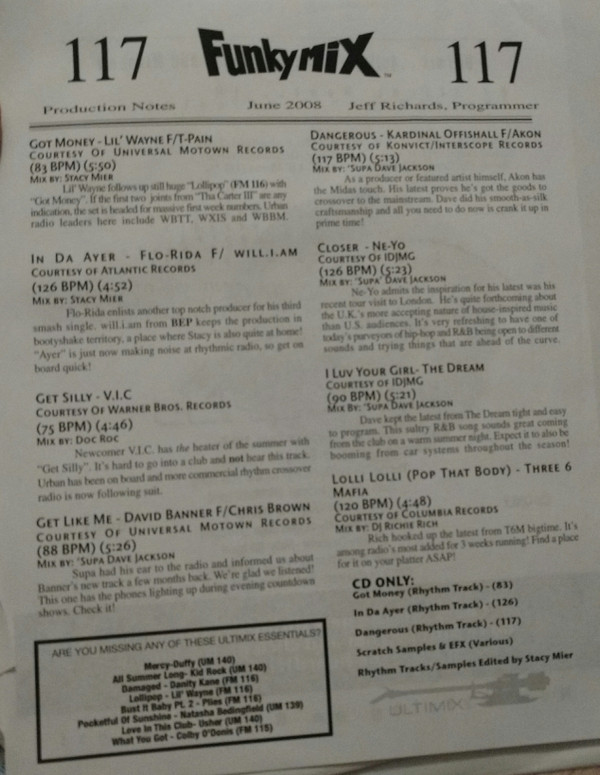 117 FunkymiX™ 117
Production Notes June 2008 Jeff Richards, Programmer
GOT MONEY - LIL' WAYNE F/T-PAIN
COURTESY OF UNIVERSAL MOTOWN RECORDS
(83 BPM) (5:50)
MIX BY: STACY MIER
Lil' Wayne follows up still huge "Lollipop" (FM 116) with
"Got Money". If the first two joints from "Tha Carter III" are any
indication, the set is headed for massive first week numbers. Urban
radio leaders here include WBTT, WXIS and WBBM.
IN DA AYER - FLO-RIDA F/ WILL.I.AM
COURTESY OF ATLANTIC RECORDS
(126 BPM) (4:52)
MIX BY: STACY MIER
Flo-Rida enlists another top notch producer for his third
smash single. will.i.am from BEP keeps the production in
bootyshake territory, a place where Stacy is also quite at home!
"Ayer" is just now making noise at rhythmic radio, so get on
board quick!
GET SILLY - V.I.C
COURTESY OF WARNER BROS. RECORDS
(75 BPM) (4:46)
MIX BY: DOC ROC
Newcomer V.I.C. has the heater of the summer with
"Get Silly". It's hard to go into a club and not hear this track.
Urban has been on board and more commercial rhythm crossover
radio is now following suit.
GET LIKE ME - DAVID BANNER F/CHRIS BROWN
COURTESY OF UNIVERSAL MOTOWN RECORDS
(88 BPM) (5:26)
MIX BY: 'SUPA DAVE JACKSON
Supa had his ear to the radio and informed us about
Banner's new track a few months back. We're glad we listened!
This one has the phones lighting up during evening countdown
shows. Check it!
ARE YOU MISSING ANY OF THESE ULTIMIX ESSENTIALS?
Mercy-Duffy (UM 140)
All Summer Long- Kid Rock (UM 140)
Damaged - Danity Kane (FM 116)
Lollipop - Lil' Wayne (FM 116)
Bust It Baby PT. 2 - Plies (FM 116)
Pocketful Of Sunshine - Natasha Bedingfield (UM 139)
Love In This Club- Usher (UM 140)
What You Got - Colby O'Donis (FM 115)
DANGEROUS - KARDINAL OFFISHALL F/AKON
COURTESY OF KONVICT/INTERSCOPE RECORDS
(117 BPM) (5:13)
MIX BY: 'SUPA DAVE JACKSON
As a producer or featured artist himself, Akon has
the Midas touch. His latest proves he's got the goods to
crossover to the mainstream. Dave did his smooth-as-silk
craftsmanship and all you need to do now is crank it up in
prime time!
CLOSER - NE-YO
COURTESY OF IDJMG
(126 BPM) (5:23)
MIX BY: 'SUPA' DAVE JACKSON
Ne-Yo admits the inspiration for his latest was his
recent tour visit to London. He's quite forthcoming about
the U.K.'s more accepting nature of house-inspired music
than U.S. audiences. It's very refreshing to have one of
today's purveyors of hip-hop and R&B being open to different
sounds and trying things that are ahead of the curve.
I LUV YOUR GIRL- THE DREAM
COURTESY OF IDJMG
(90 BPM) (5:21)
MIX BY: 'SUPA DAVE JACKSON
Dave kept the latest from The Dream tight and easy
to program. This sultry R&B song sounds great coming
from the club on a warm summer night. Expect it to also be
booming from car systems throughout the season!
LOLLI LOLLI (POP THAT BODY) - THREE 6
MAFIA
(120 BPM) (4:48)
COURTESY OF COLUMBIA RECORDS
MIX BY: DJ RICHIE RICH
Rich hooked up the latest from T6M bigtime. It's
among radio's most added for 3 weeks running! Find a place
for it on your platter ASAP!
CD ONLY:
Got Money (Rhythm Track) - (83)
In Da Ayer (Rhythm Track) - (126)
Dangerous (Rhythm Track) - (117)
Scratch Samples & EFX (Various)
Rhythm Tracks/Samples Edited by Stacy Mier
ULTIMIX